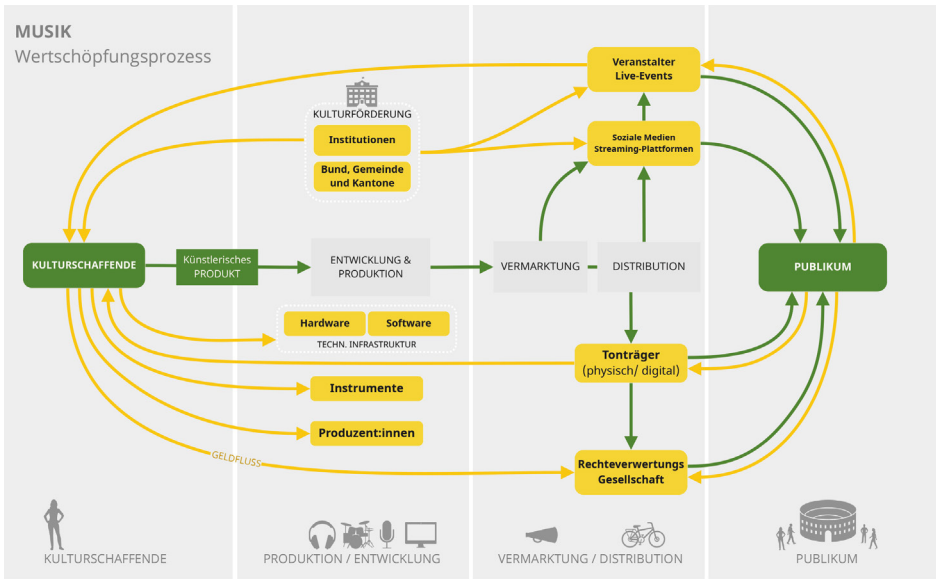 MUSIK
Wertschöpfungsprozess
Veranstalter
Live-Events
KULTURFÖRDERUNG
Institutionen
Bund, Gemeinde
und Kantone
Soziale Medien
Streaming-Plattformen
KULTURSCHAFFENDE
Künstlerisches
PRODUKT
ENTWICKLUNG &
PRODUKTION
VERMARKTUNG
DISTRIBUTION
PUBLIKUM
Hardware
Software
TECHN. INFRASTRUKTUR
Tonträger
(physisch/ digital)
Instrumente
Produzent:innen
GELDFLUSS
Rechteverwertungs
Gesellschaft
KULTURSCHAFFENDE
PRODUKTION / ENTWICKLUNG
VERMARKTUNG / DISTRIBUTION
PUBLIKUM